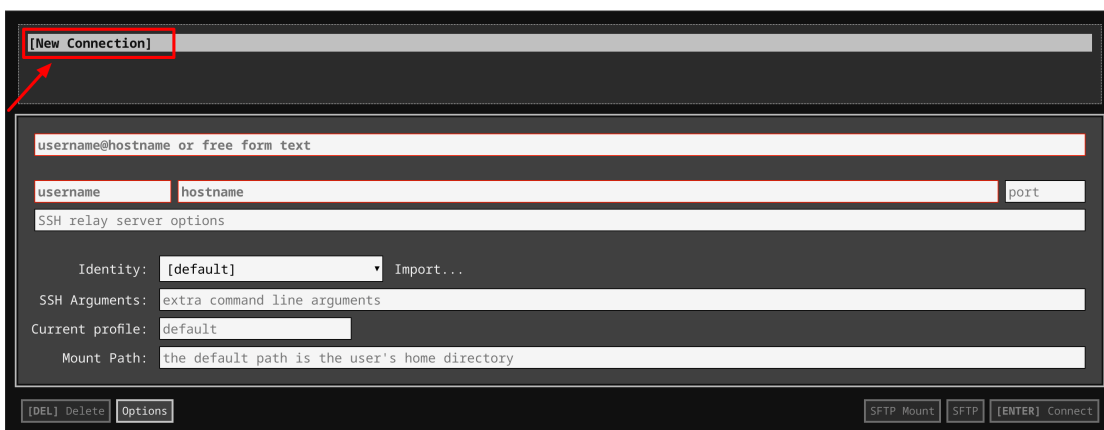 [New Connection]
username@hostname or free form text
username hostname port
SSH relay server options
Identity: [default] Import...
SSH Arguments: extra command line arguments
Current profile: default
Mount Path: the default path is the user's home directory
[DEL] Delete Options SFTP Mount SFTP [ENTER] Connect